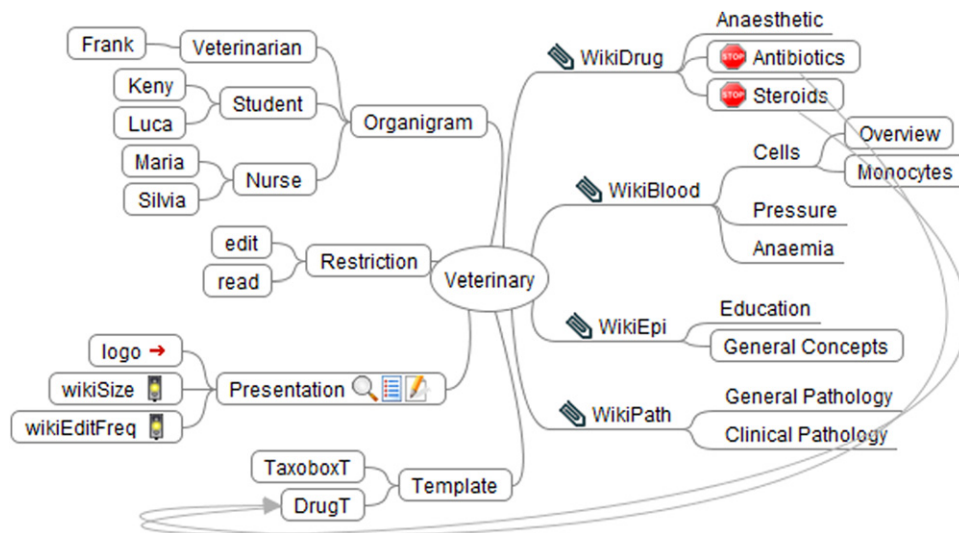 Frank
Veterinarian
Keny
Luca
Student
Maria
Silvia
Nurse
Organigram
edit
read
Restriction
logo
wikiSize
wikiEditFreq
Presentation
TaxoboxT
DrugT
Template
Veterinary
WikiDrug
Anaesthetic
STOP Antibiotics
STOP Steroids
WikiBlood
Cells
Overview
Monocytes
Pressure
Anaemia
WikiEpi
Education
General Concepts
WikiPath
General Pathology
Clinical Pathology